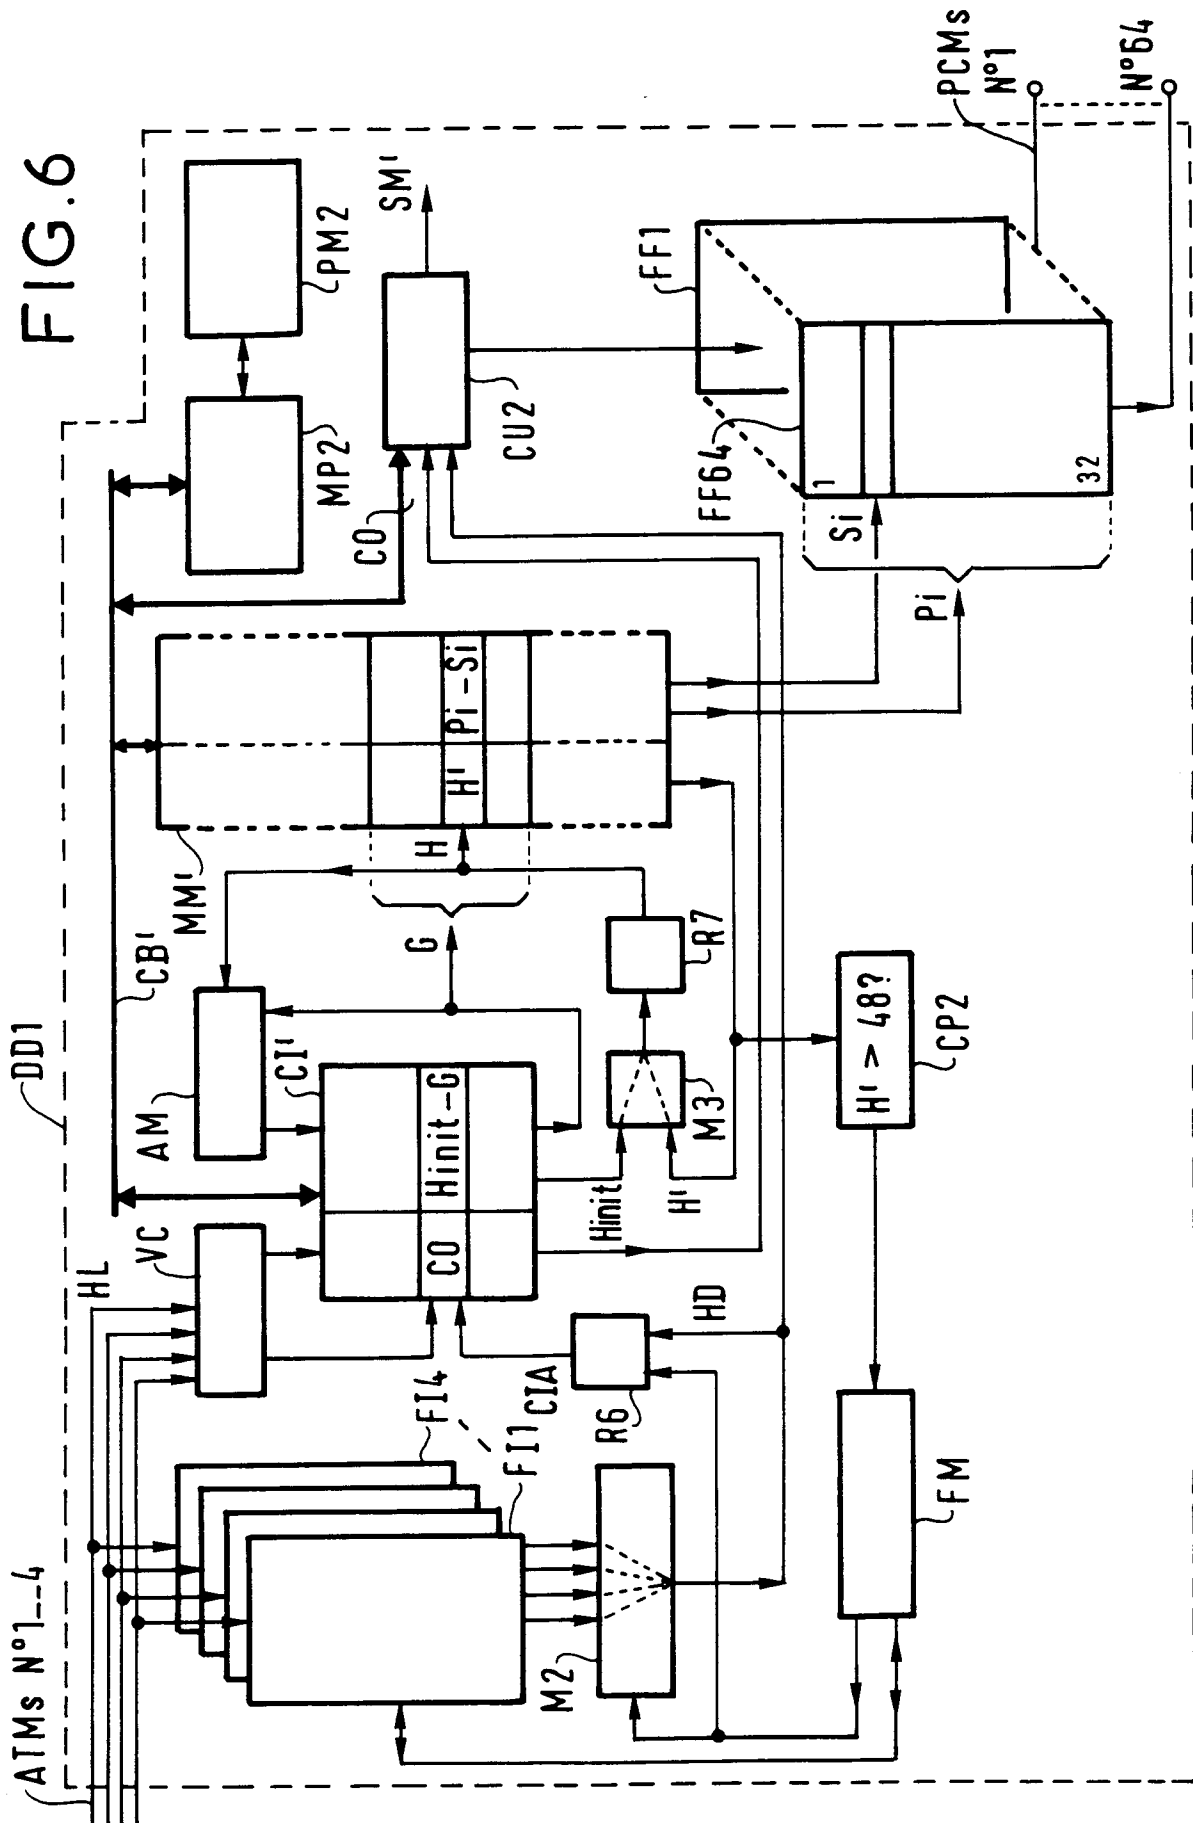 FIG.6
ATMs N°1--4
DD1
HL
VC
AM
CB'
MM'
MP2
PM2
CI'
CO
Hinit-G
G
H
H'
Pi-Si
CO
CU2
SM'
FF1
PCMs
N°1
N°64
FF64
1
32
Si
Pi
FI4
FI1
CIA
R6
HD
Hinit
H'
M3
R7
M2
FM
H' > 48?
CP2